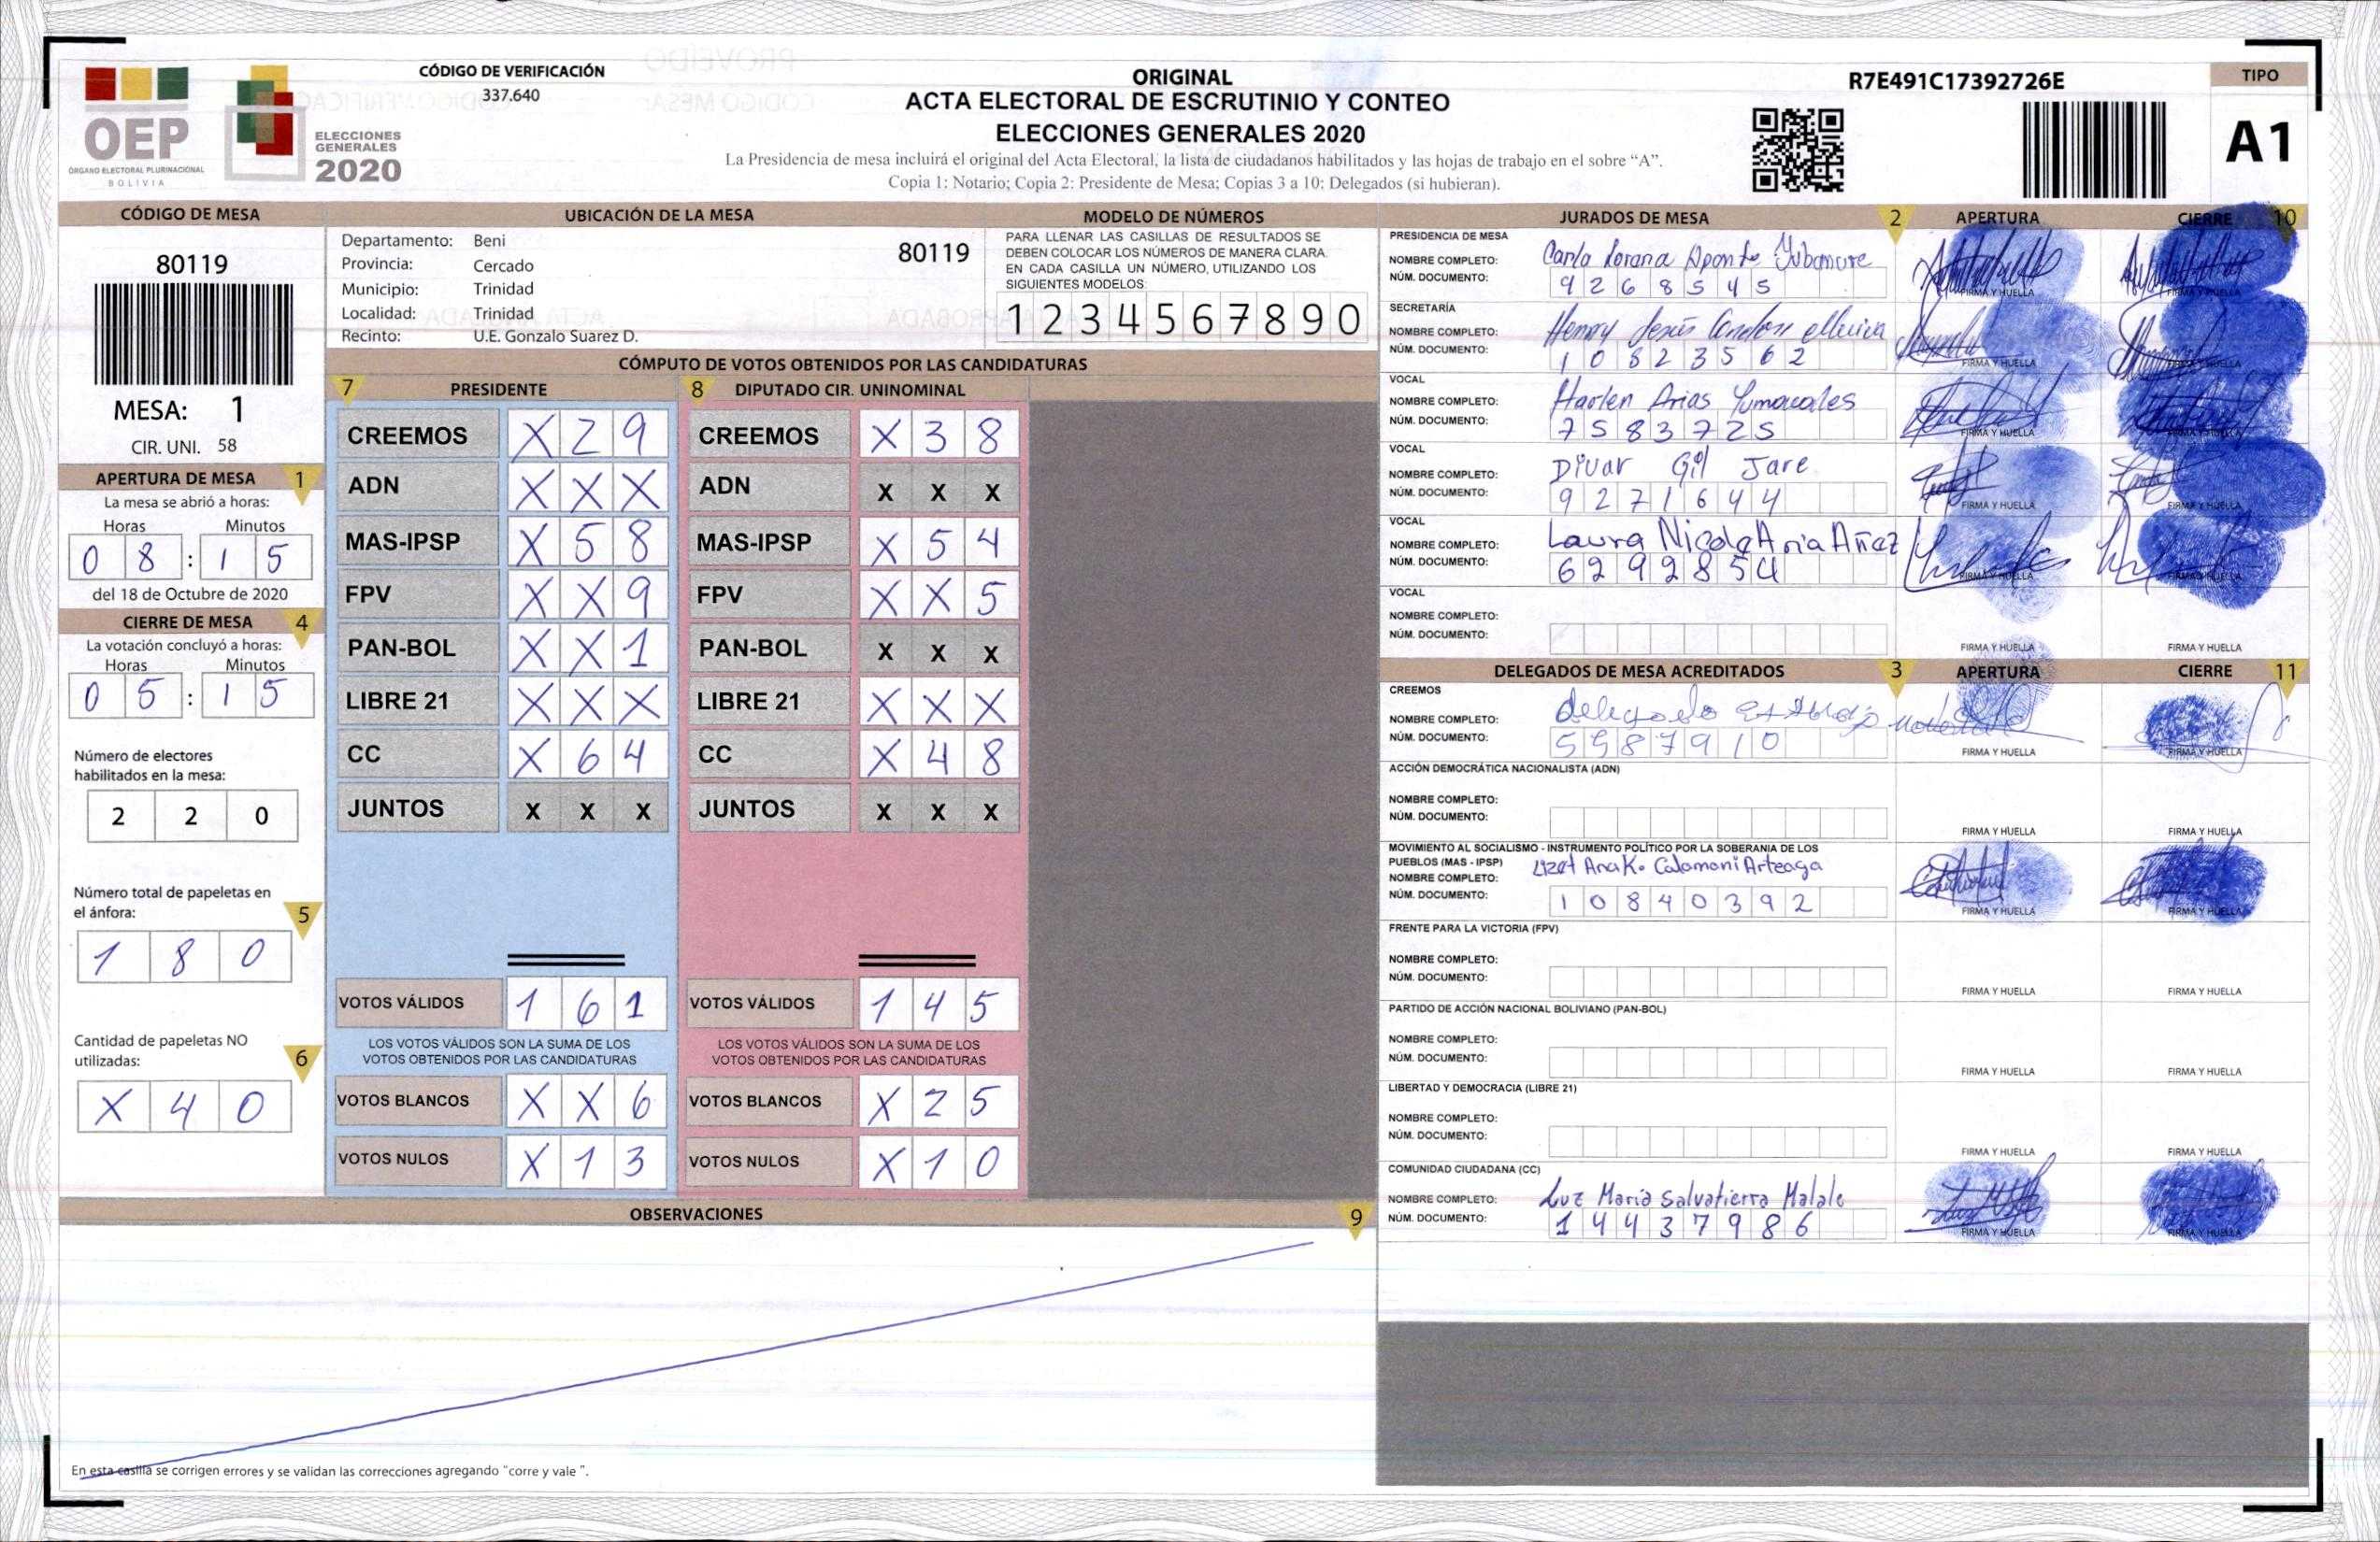 CÓDIGO DE VERIFICACIÓN
337.640
OEP
ÓRGANO ELECTORAL PLURINACIONAL
BOLIVIA
ELECCIONES
GENERALES
2020
ORIGINAL
ACTA ELECTORAL DE ESCRUTINIO Y CONTEO
ELECCIONES GENERALES 2020
La Presidencia de mesa incluirá el original del Acta Electoral, la lista de ciudadanos habilitados y las hojas de trabajo en el sobre “A”.
Copia 1: Notario; Copia 2: Presidente de Mesa; Copias 3 a 10: Delegados (si hubieran).
R7E491C17392726E
TIPO
A1
CÓDIGO DE MESA
80119
MESA: 1
CIR. UNI. 58
APERTURA DE MESA 1
La mesa se abrió a horas:
Horas Minutos
0 8 : 1 5
del 18 de Octubre de 2020
CIERRE DE MESA 4
La votación concluyó a horas:
Horas Minutos
0 5 : 1 5
Número de electores
habilitados en la mesa:
2 2 0
Número total de papeletas en
el ánfora: 5
1 8 0
Cantidad de papeletas NO
utilizadas: 6
X 4 0
UBICACIÓN DE LA MESA
Departamento: Beni
Provincia: Cercado
Municipio: Trinidad
Localidad: Trinidad
Recinto: U.E. Gonzalo Suarez D.
80119
MODELO DE NÚMEROS
PARA LLENAR LAS CASILLAS DE RESULTADOS SE
DEBEN COLOCAR LOS NÚMEROS DE MANERA CLARA.
EN CADA CASILLA UN NÚMERO, UTILIZANDO LOS
SIGUIENTES MODELOS:
1 2 3 4 5 6 7 8 9 0
CÓMPUTO DE VOTOS OBTENIDOS POR LAS CANDIDATURAS
7 PRESIDENTE
CREEMOS X 2 9
ADN X X X
MAS-IPSP X 5 8
FPV X X 9
PAN-BOL X X 1
LIBRE 21 X X X
CC X 6 4
JUNTOS X X X
VOTOS VÁLIDOS 1 6 1
LOS VOTOS VÁLIDOS SON LA SUMA DE LOS
VOTOS OBTENIDOS POR LAS CANDIDATURAS
VOTOS BLANCOS X X 6
VOTOS NULOS X 1 3
8 DIPUTADO CIR. UNINOMINAL
CREEMOS X 3 8
ADN X X X
MAS-IPSP X 5 4
FPV X X 5
PAN-BOL X X X
LIBRE 21 X X X
CC X 4 8
JUNTOS X X X
VOTOS VÁLIDOS 1 4 5
LOS VOTOS VÁLIDOS SON LA SUMA DE LOS
VOTOS OBTENIDOS POR LAS CANDIDATURAS
VOTOS BLANCOS X 2 5
VOTOS NULOS X 1 0
OBSERVACIONES 9
En esta casilla se corrigen errores y se validan las correcciones agregando "corre y vale ".
JURADOS DE MESA 2 APERTURA CIERRE 10
PRESIDENCIA DE MESA
NOMBRE COMPLETO: Carla Lorana Aponte
NÚM. DOCUMENTO: 9 2 6 8 5 4 5
FIRMA Y HUELLA FIRMA Y HUELLA
SECRETARÍA
NOMBRE COMPLETO: Henry Jesús
NÚM. DOCUMENTO: 1 0 8 2 3 5 6 2
FIRMA Y HUELLA FIRMA Y HUELLA
VOCAL
NOMBRE COMPLETO: Harlen Arias
NÚM. DOCUMENTO: 7 5 8 3 7 2 5
FIRMA Y HUELLA FIRMA Y HUELLA
VOCAL
NOMBRE COMPLETO: Divar Gil Jare
NÚM. DOCUMENTO: 9 2 7 1 6 4 4
FIRMA Y HUELLA FIRMA Y HUELLA
VOCAL
NOMBRE COMPLETO: Laura Nicole Aria Añez
NÚM. DOCUMENTO: 6 2 9 2 8 5 4
FIRMA Y HUELLA FIRMA Y HUELLA
VOCAL
NOMBRE COMPLETO:
NÚM. DOCUMENTO:
FIRMA Y HUELLA FIRMA Y HUELLA
DELEGADOS DE MESA ACREDITADOS 3 APERTURA CIERRE 11
CREEMOS
NOMBRE COMPLETO:
NÚM. DOCUMENTO: 5 9 8 7 9 1 0
FIRMA Y HUELLA FIRMA Y HUELLA
ACCIÓN DEMOCRÁTICA NACIONALISTA (ADN)
NOMBRE COMPLETO:
NÚM. DOCUMENTO:
FIRMA Y HUELLA FIRMA Y HUELLA
MOVIMIENTO AL SOCIALISMO - INSTRUMENTO POLÍTICO POR LA SOBERANIA DE LOS
PUEBLOS (MAS - IPSP)
NOMBRE COMPLETO: Lizet Anak. Calamani Arteaga
NÚM. DOCUMENTO: 1 0 8 4 0 3 9 2
FIRMA Y HUELLA FIRMA Y HUELLA
FRENTE PARA LA VICTORIA (FPV)
NOMBRE COMPLETO:
NÚM. DOCUMENTO:
FIRMA Y HUELLA FIRMA Y HUELLA
PARTIDO DE ACCIÓN NACIONAL BOLIVIANO (PAN-BOL)
NOMBRE COMPLETO:
NÚM. DOCUMENTO:
FIRMA Y HUELLA FIRMA Y HUELLA
LIBERTAD Y DEMOCRACIA (LIBRE 21)
NOMBRE COMPLETO:
NÚM. DOCUMENTO:
FIRMA Y HUELLA FIRMA Y HUELLA
COMUNIDAD CIUDADANA (CC)
NOMBRE COMPLETO: Luz María Salvatierra Malale
NÚM. DOCUMENTO: 1 4 4 3 7 9 8 6
FIRMA Y HUELLA FIRMA Y HUELLA